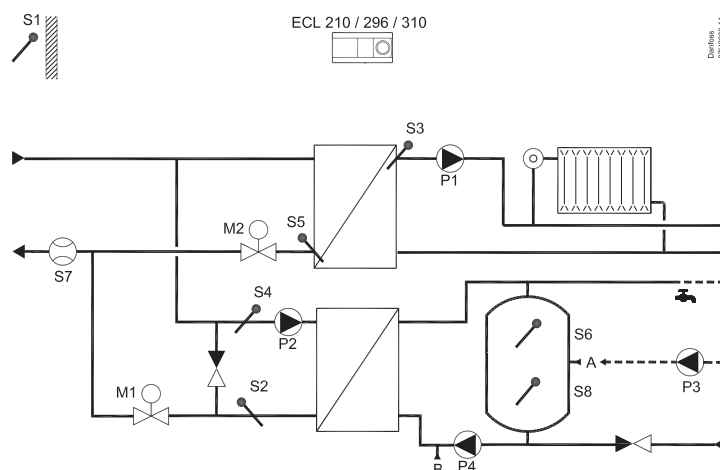 S1
ECL 210 / 296 / 310
Danfoss
S3
P1
M2
S5
S7
S4
P2
S6
A
S8
P3
M1
S2
B
P4